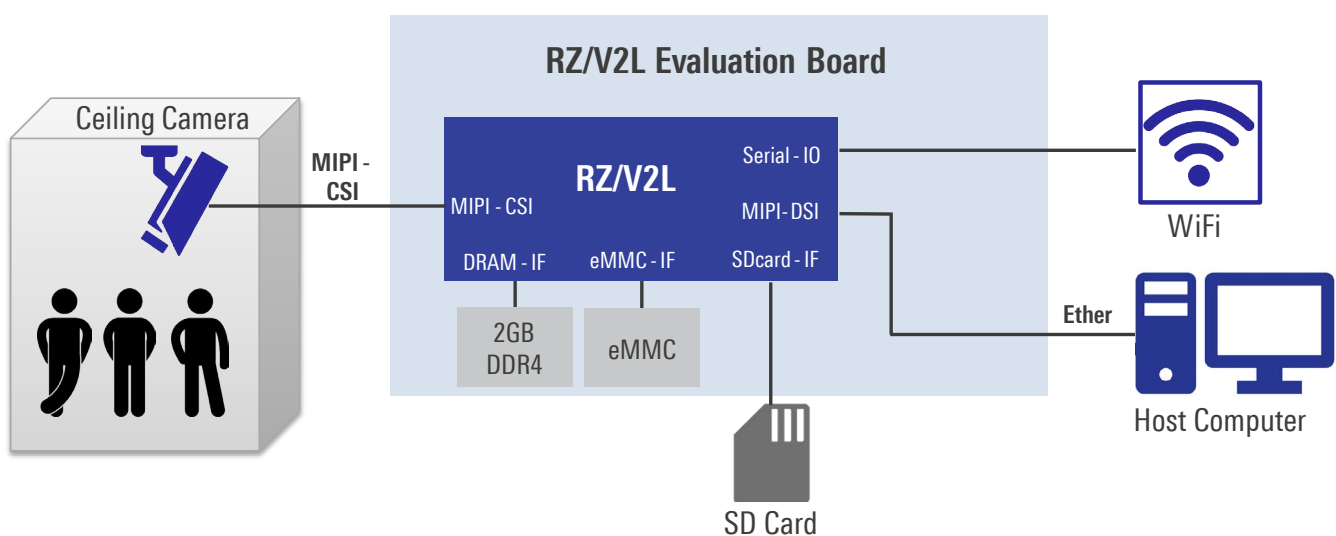 RZ/V2L Evaluation Board
Ceiling Camera
MIPI -
CSI
RZ/V2L
Serial - IO
MIPI - CSI
MIPI-DSI
DRAM - IF
eMMC - IF
SDcard - IF
2GB
DDR4
eMMC
WiFi
Ether
Host Computer
SD Card